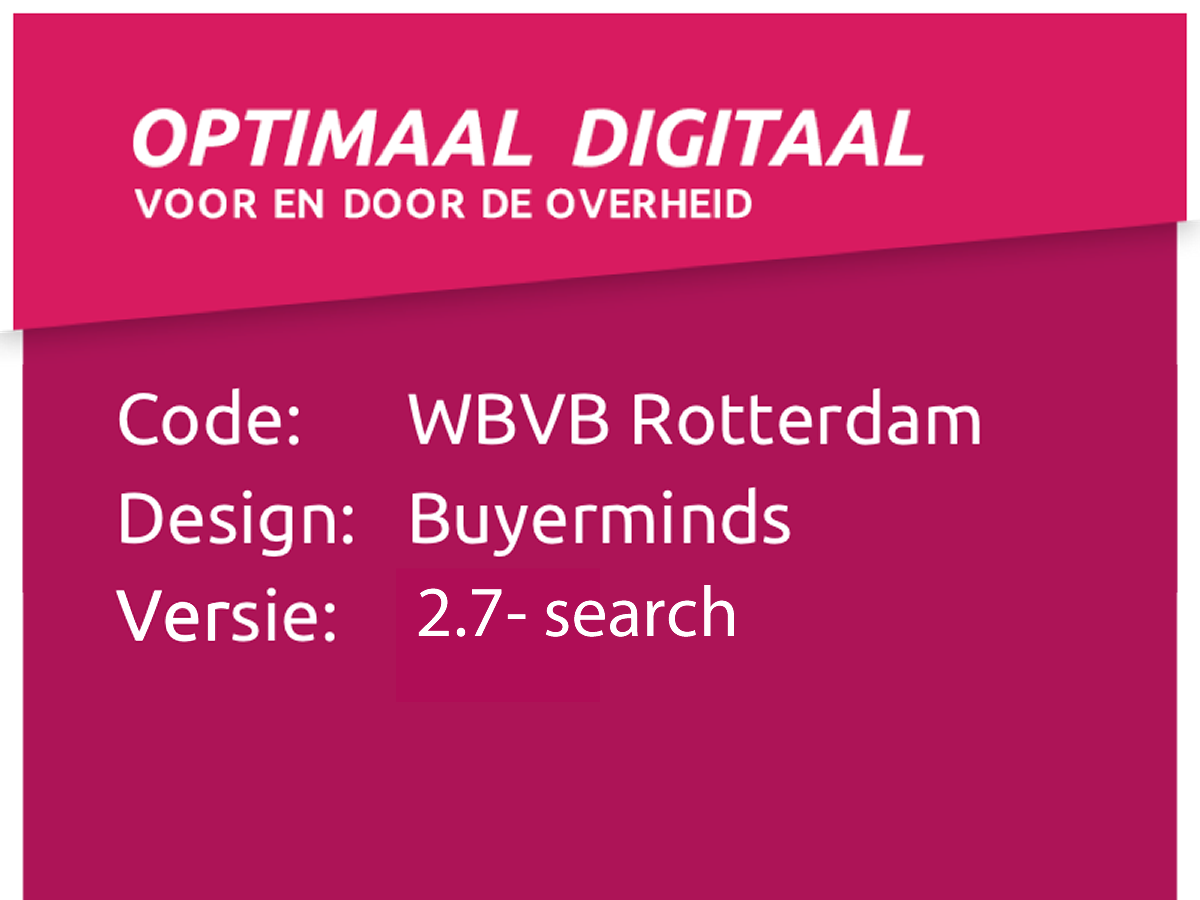 OPTIMAAL DIGITAAL
VOOR EN DOOR DE OVERHEID
Code: WBVB Rotterdam
Design: Buyerminds
Versie: 2.7- search